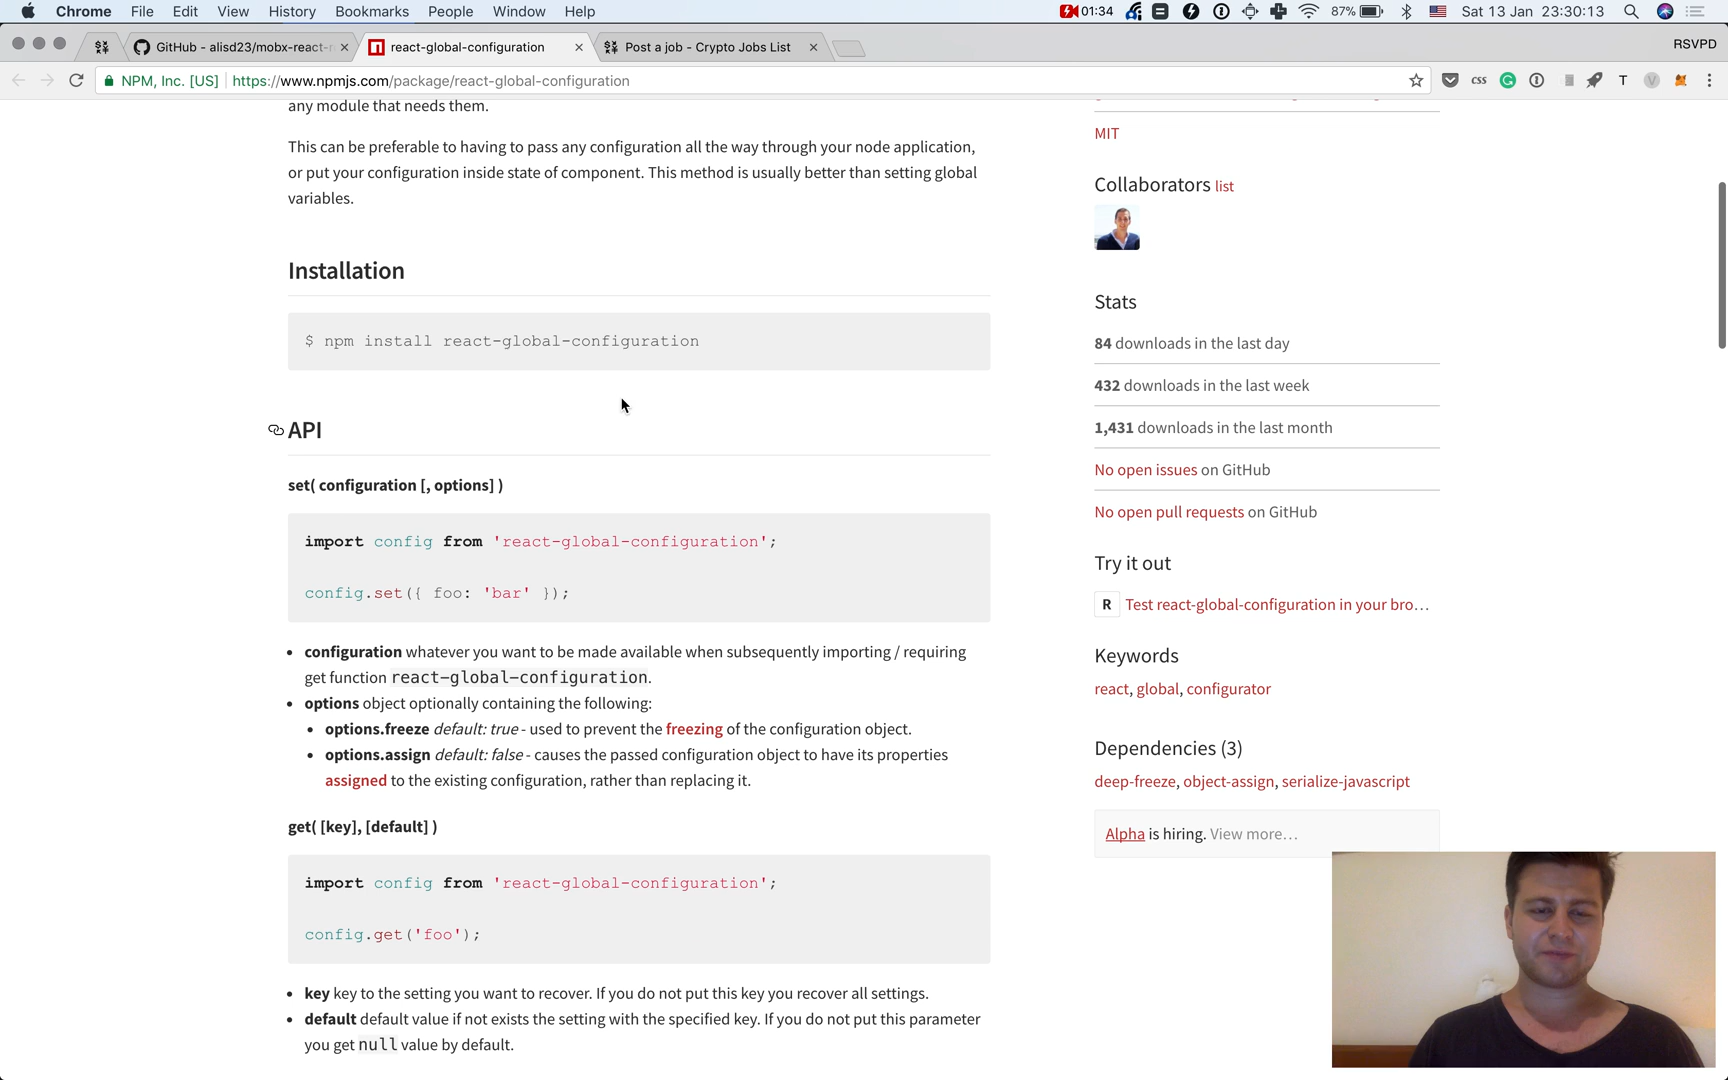 Chrome File Edit View History Bookmarks People Window Help 01:34 87% Sat 13 Jan 23:30:13
GitHub - alisd23/mobx-react-r react-global-configuration Post a job - Crypto Jobs List RSVPD
NPM, Inc. [US] https://www.npmjs.com/package/react-global-configuration css T V
any module that needs them.
This can be preferable to having to pass any configuration all the way through your node application,
or put your configuration inside state of component. This method is usually better than setting global
variables.
Installation
$ npm install react-global-configuration
API
set( configuration [, options] )
import config from 'react-global-configuration';
config.set({ foo: 'bar' });
• configuration whatever you want to be made available when subsequently importing / requiring
get function react-global-configuration.
• options object optionally containing the following:
• options.freeze default: true - used to prevent the freezing of the configuration object.
• options.assign default: false - causes the passed configuration object to have its properties
assigned to the existing configuration, rather than replacing it.
get( [key], [default] )
import config from 'react-global-configuration';
config.get('foo');
• key key to the setting you want to recover. If you do not put this key you recover all settings.
• default default value if not exists the setting with the specified key. If you do not put this parameter
you get null value by default.
MIT
Collaborators list
Stats
84 downloads in the last day
432 downloads in the last week
1,431 downloads in the last month
No open issues on GitHub
No open pull requests on GitHub
Try it out
R Test react-global-configuration in your bro…
Keywords
react, global, configurator
Dependencies (3)
deep-freeze, object-assign, serialize-javascript
Alpha is hiring. View more…